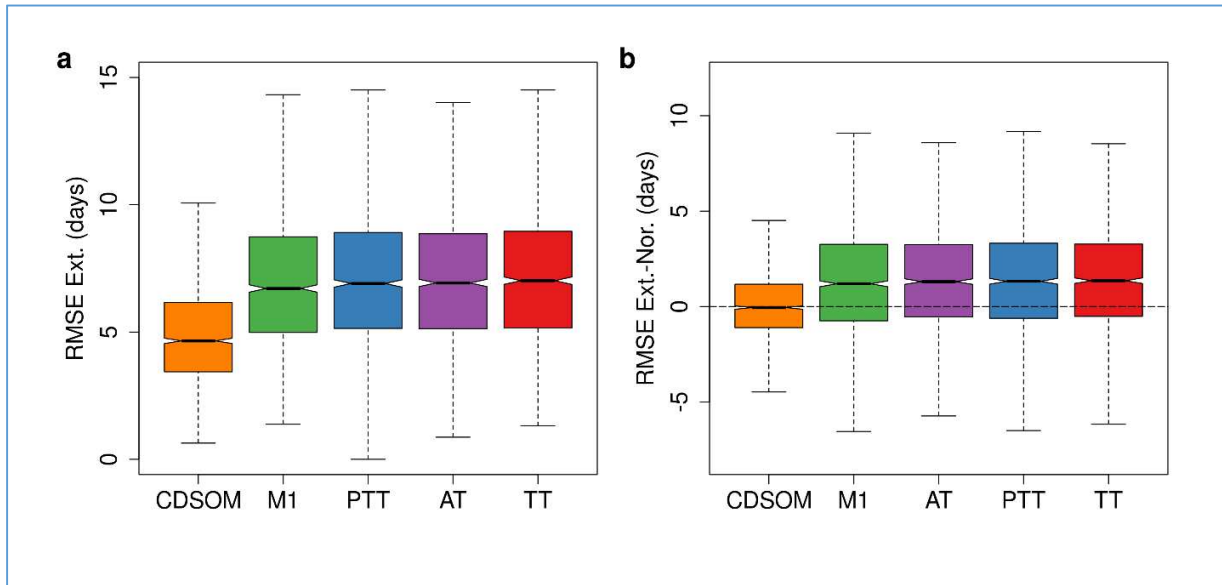 a
RMSE Ext. (days)
15
10
5
0
CDSOM M1 PTT AT TT
b
RMSE Ext.-Nor. (days)
10
5
0
-5
CDSOM M1 AT PTT TT